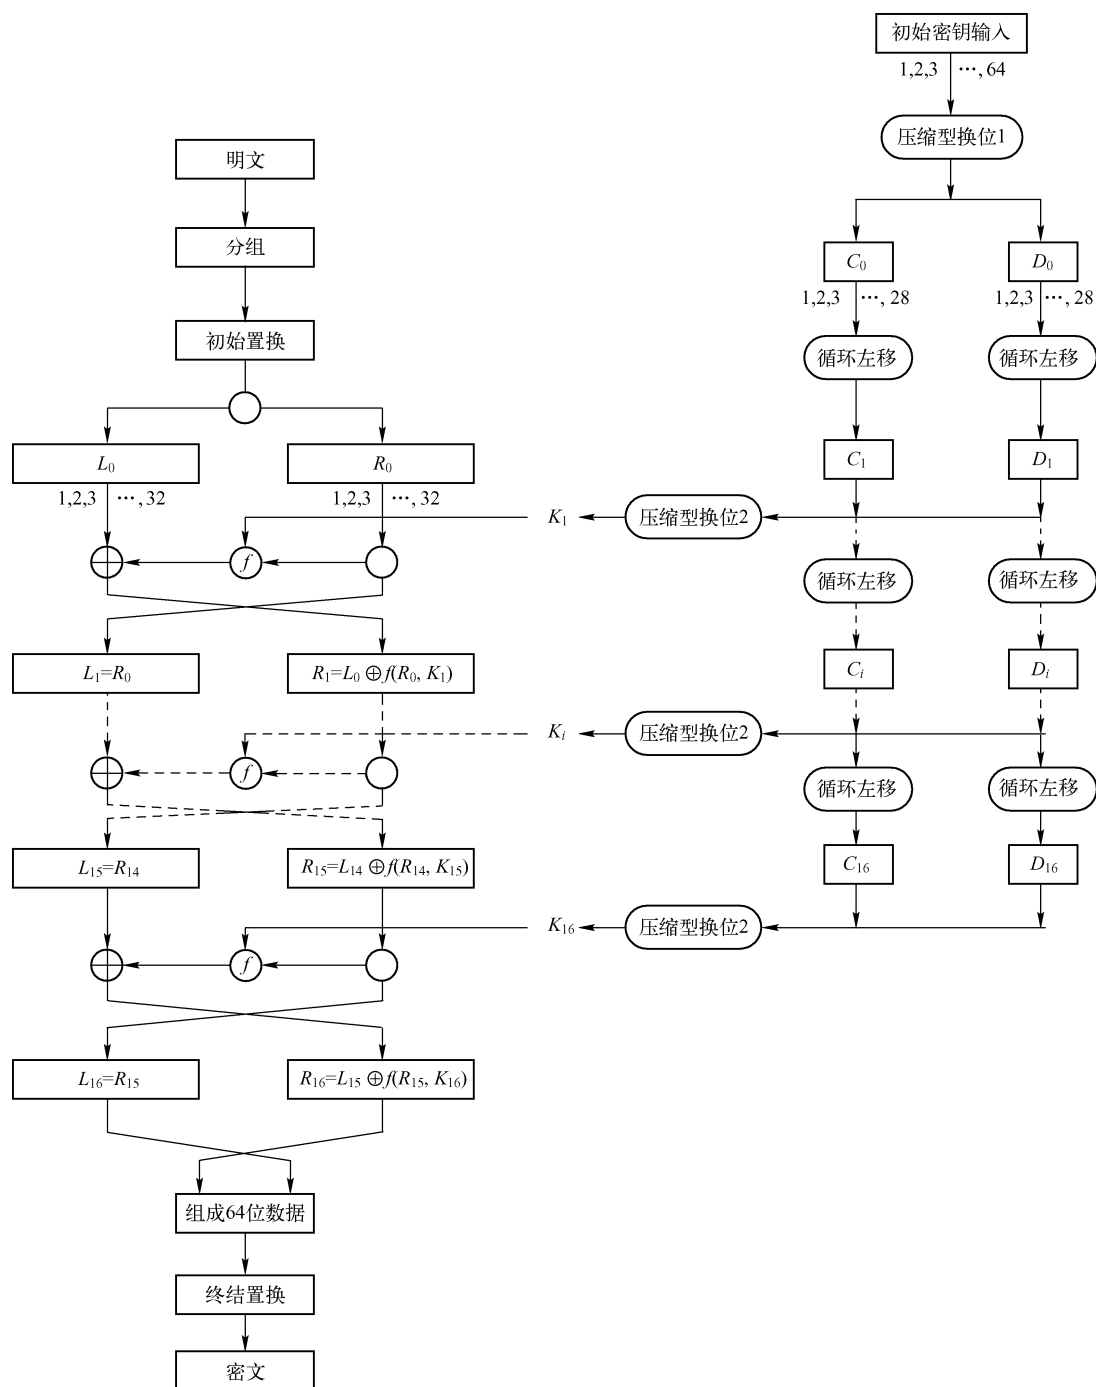 初始密钥输入
1,2,3 …, 64
压缩型换位1
明文
分组
初始置换
C₀ D₀
1,2,3 …, 28 1,2,3 …, 28
循环左移 循环左移
L₀ R₀
1,2,3 …, 32 1,2,3 …, 32
C₁ D₁
K₁ 压缩型换位2
f
循环左移 循环左移
L₁=R₀ R₁=L₀ ⊕f(R₀, K₁)
Cᵢ Dᵢ
Kᵢ 压缩型换位2
f
循环左移 循环左移
L₁₅=R₁₄ R₁₅=L₁₄ ⊕f(R₁₄, K₁₅)
C₁₆ D₁₆
K₁₆ 压缩型换位2
f
L₁₆=R₁₅ R₁₆=L₁₅ ⊕f(R₁₅, K₁₆)
组成64位数据
终结置换
密文